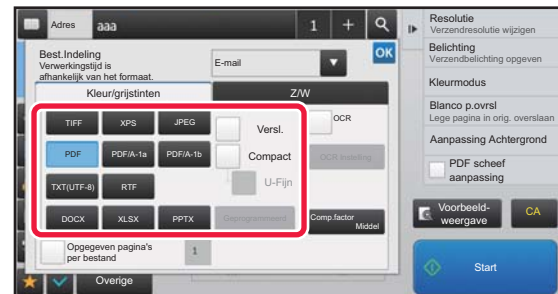 Adres
aaa
1
+
Best.Indeling
Verwerkingstijd is
afhankelijk van het formaat.
E-mail
OK
Kleur/grijstinten
Z/W
TIFF
XPS
JPEG
Versl.
OCR
PDF
PDF/A-1a
PDF/A-1b
Compact
OCR Instelling
TXT(UTF-8)
RTF
U-Fijn
DOCX
XLSX
PPTX
Geprogrammeerd
Comp.factor
Middel
Opgegeven pagina's
per bestand
1
Overige
Resolutie
Verzendresolutie wijzigen
Belichting
Verzendbelichting opgeven
Kleurmodus
Blanco p.ovrsl
Lege pagina in orig. overslaan
Aanpassing Achtergrond
PDF scheef
aanpassing
Voorbeeld-
weergave
CA
Start